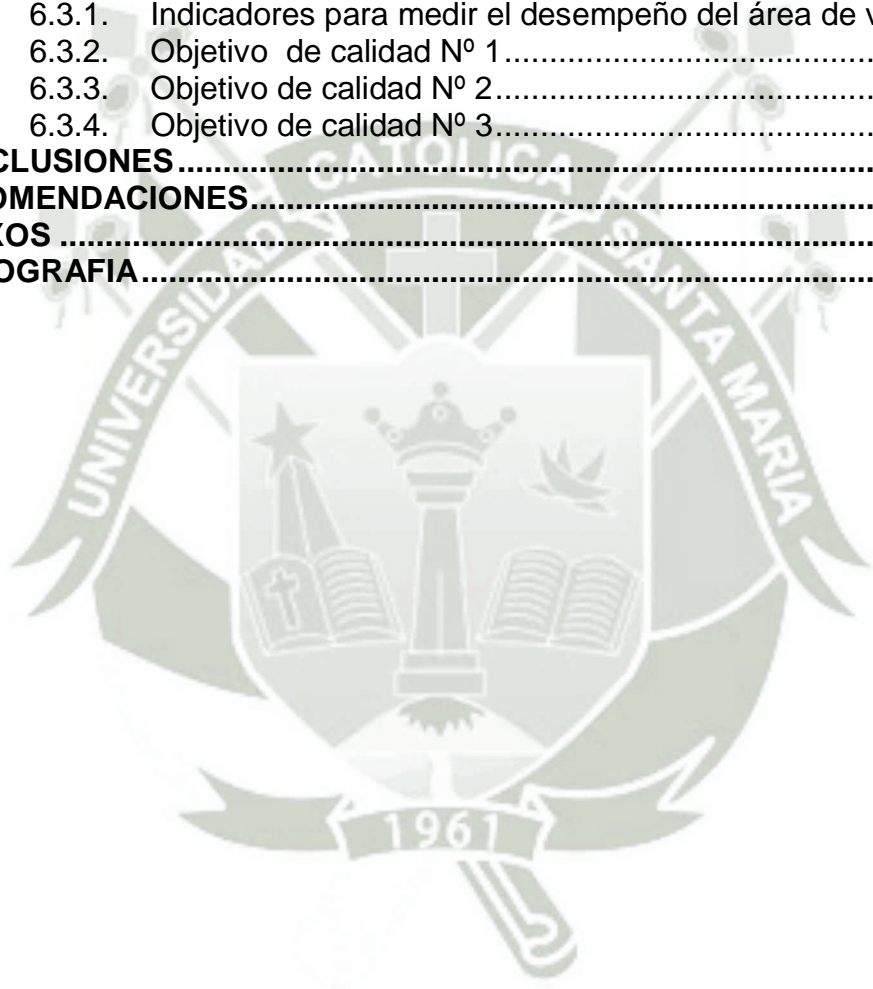 6.3.1. Indicadores para medir el desempeño del área de v
6.3.2. Objetivo de calidad Nº 1........................................
6.3.3. Objetivo de calidad Nº 2........................................
6.3.4. Objetivo de calidad Nº 3........................................
CLUSIONES................................................................
OMENDACIONES................................................................
XOS................................................................
OGRAFIA................................................................
UNIVERSIDAD CATOLICA SANTA MARIA
1961